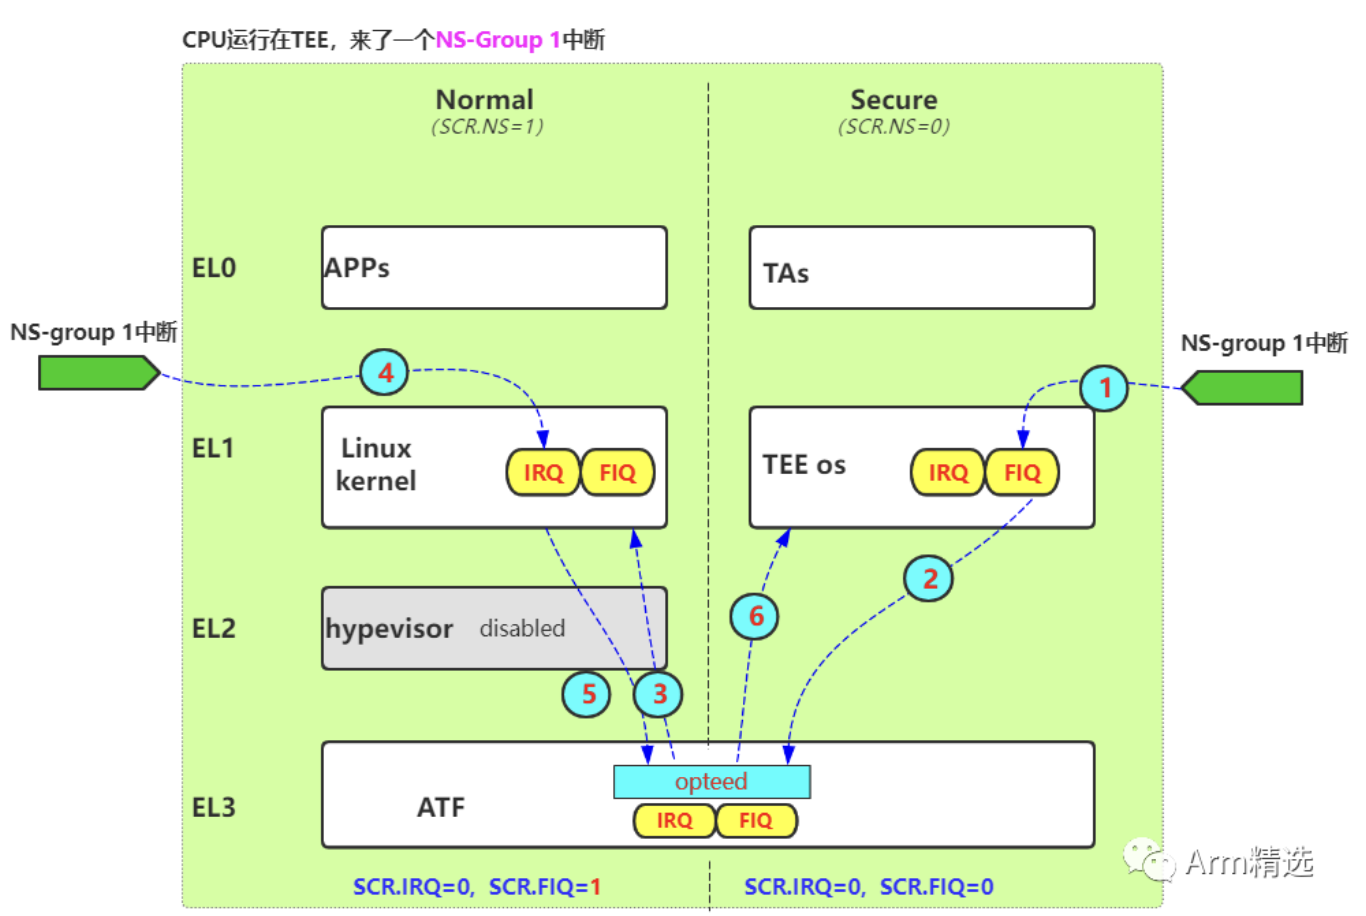 CPU运行在TEE，来了一个NS-Group 1中断
Normal
（SCR.NS=1）
Secure
（SCR.NS=0）
EL0
APPs
TAs
NS-group 1中断
NS-group 1中断
4
1
EL1
Linux
kernel
IRQ
FIQ
TEE os
IRQ
FIQ
2
6
EL2
hypevisor
disabled
5
3
opteed
EL3
ATF
IRQ
FIQ
Arm精选
SCR.IRQ=0，SCR.FIQ=1
SCR.IRQ=0，SCR.FIQ=0